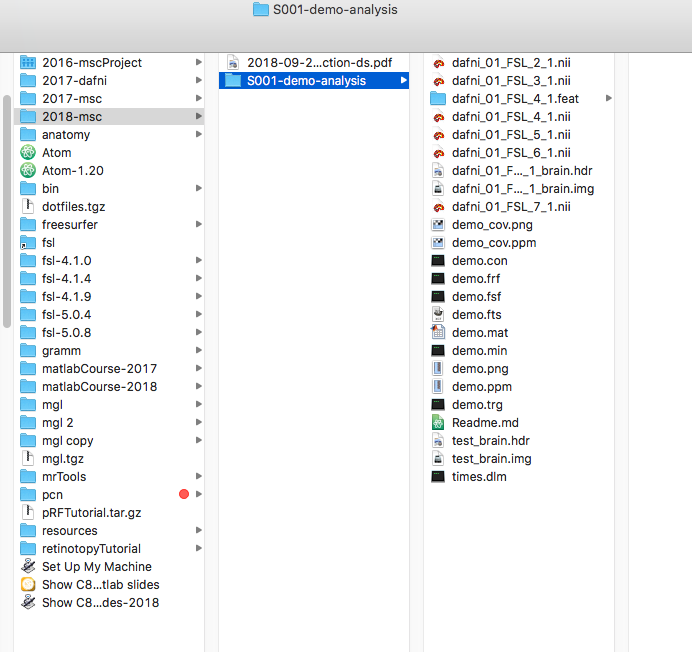 S001-demo-analysis
2016-mscProject
2017-dafni
2017-msc
2018-msc
anatomy
Atom
Atom-1.20
bin
dotfiles.tgz
freesurfer
fsl
fsl-4.1.0
fsl-4.1.4
fsl-4.1.9
fsl-5.0.4
fsl-5.0.8
gramm
matlabCourse-2017
matlabCourse-2018
mgl
mgl 2
mgl copy
mgl.tgz
mrTools
pcn
pRFTutorial.tar.gz
resources
retinotopyTutorial
Set Up My Machine
Show C8...tlab slides
Show C8...des-2018
2018-09-2...ction-ds.pdf
S001-demo-analysis
dafni_01_FSL_2_1.nii
dafni_01_FSL_3_1.nii
dafni_01_FSL_4_1.feat
dafni_01_FSL_4_1.nii
dafni_01_FSL_5_1.nii
dafni_01_FSL_6_1.nii
dafni_01_F..._1_brain.hdr
dafni_01_F..._1_brain.img
dafni_01_FSL_7_1.nii
demo_cov.png
demo_cov.ppm
demo.con
demo.frf
demo.fsf
demo.fts
demo.mat
demo.min
demo.png
demo.ppm
demo.trg
Readme.md
test_brain.hdr
test_brain.img
times.dlm